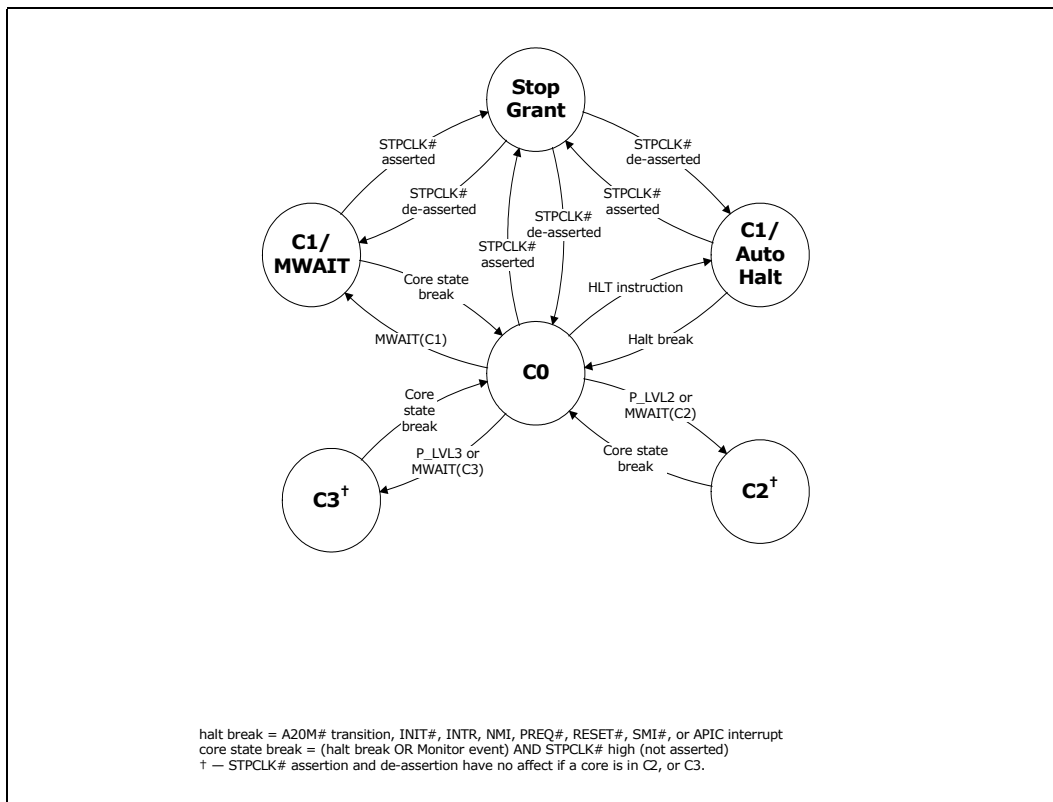 Stop
Grant
STPCLK#
asserted
STPCLK#
de-asserted
STPCLK#
de-asserted
STPCLK#
asserted
STPCLK#
asserted
STPCLK#
de-asserted
C1/
MWAIT
C1/
Auto
Halt
Core state
break
HLT instruction
MWAIT(C1)
Halt break
C0
Core
state
break
P_LVL2 or
MWAIT(C2)
P_LVL3 or
MWAIT(C3)
Core state
break
C3†
C2†
halt break = A20M# transition, INIT#, INTR, NMI, PREQ#, RESET#, SMI#, or APIC interrupt
core state break = (halt break OR Monitor event) AND STPCLK# high (not asserted)
† — STPCLK# assertion and de-assertion have no affect if a core is in C2, or C3.